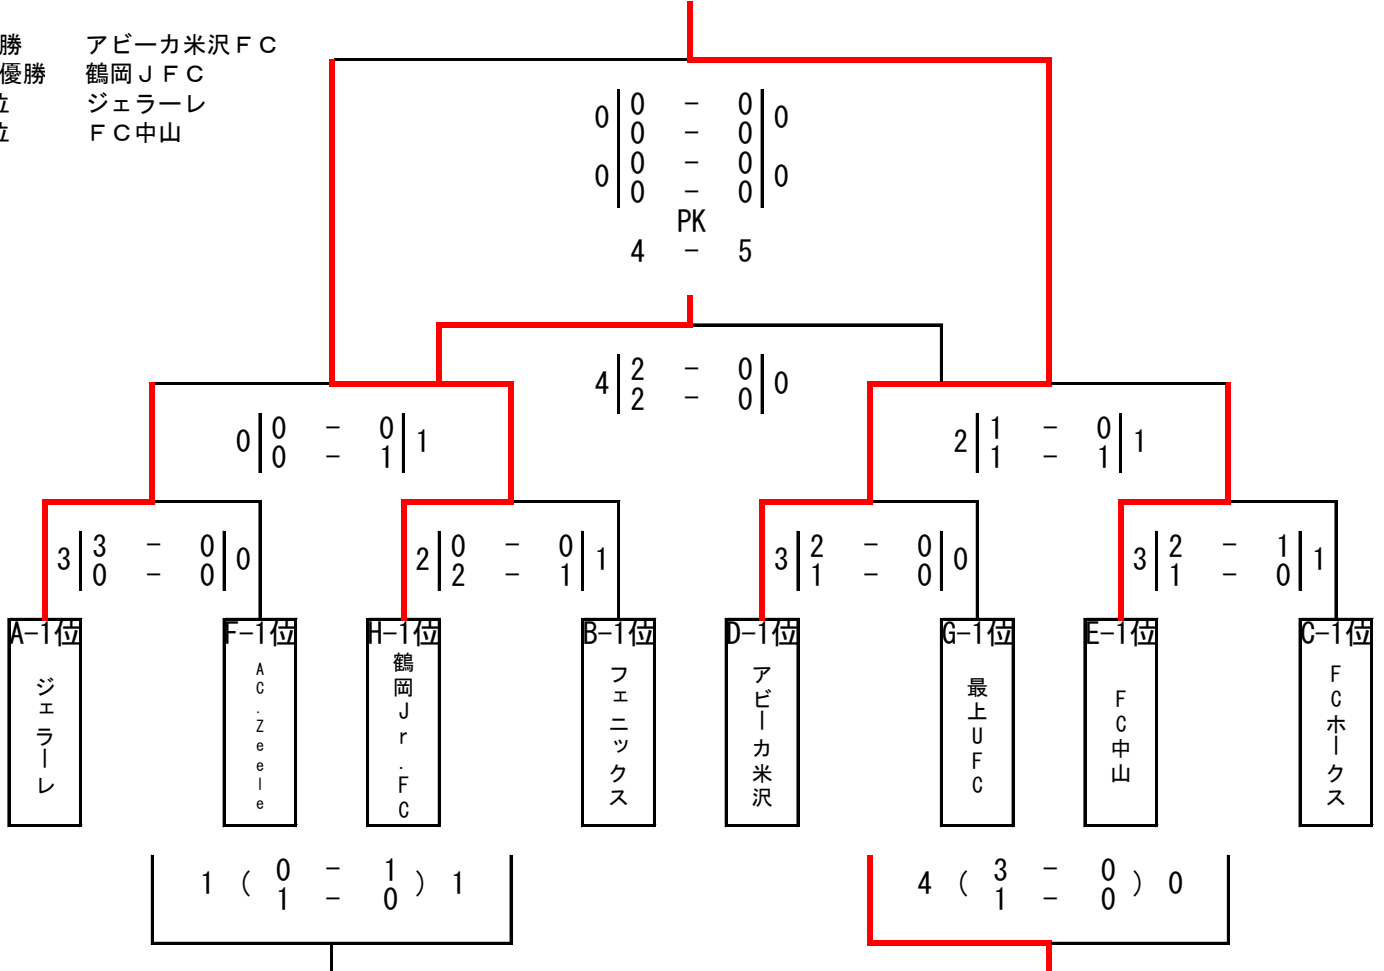 勝 アビーカ米沢ＦＣ
優勝 鶴岡ＪＦＣ
位 ジェラーレ
位 ＦＣ中山
0 0 - 0 0
0 - 0
0 0 - 0 0
0 - 0
PK
4 - 5
4 2 - 0 0
2 - 0
0 0 - 0 1
0 - 1
2 1 - 0 1
1 - 1
3 3 - 0 0
0 - 0
2 0 - 0 1
2 - 1
3 2 - 0 0
1 - 0
3 2 - 1 1
1 - 0
A-1位 F-1位 H-1位 B-1位 D-1位 G-1位 E-1位 C-1位
ジェラーレ
AC.Zeele
鶴岡Jr.FC
フェニックス
アビーカ米沢
最上UFC
FC中山
FCホークス
1 ( 0 - 1 ) 1
1 - 0
4 ( 3 - 0 ) 0
1 - 0